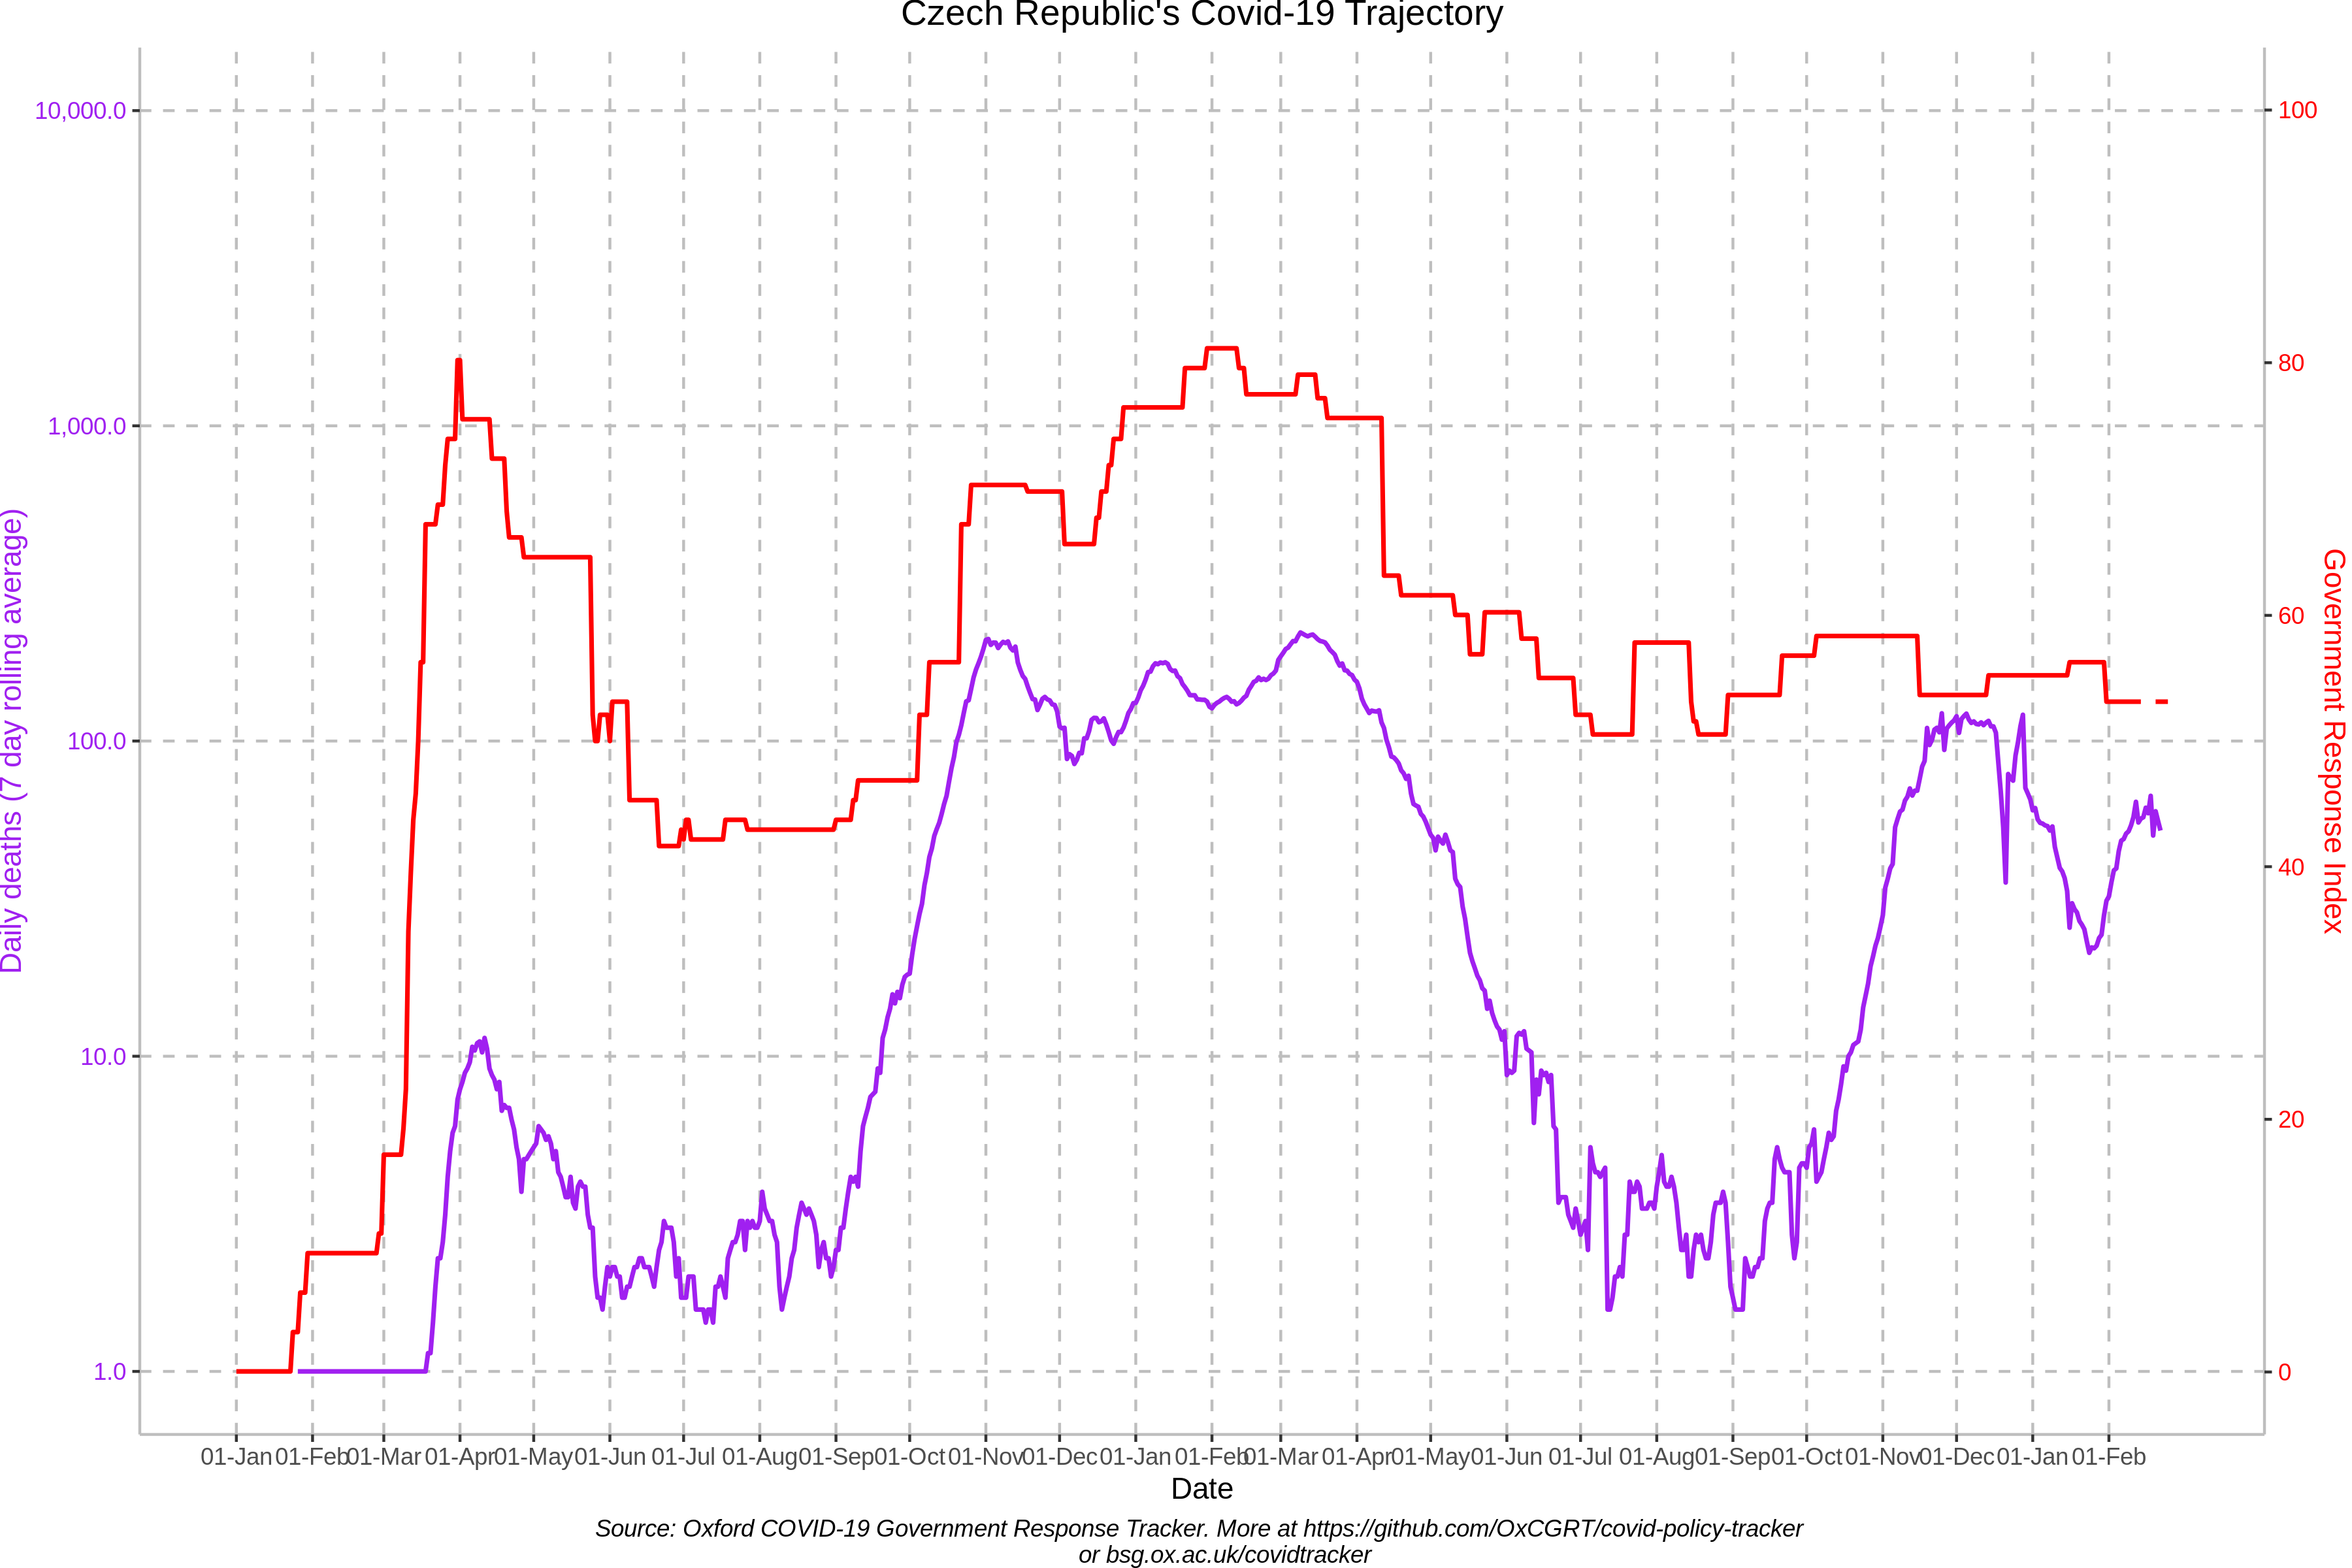 Czech Republic's Covid-19 Trajectory
Daily deaths (7 day rolling average)
10,000.0
1,000.0
100.0
10.0
1.0
100
80
60
40
20
0
Government Response Index
01-Jan 01-Feb 01-Mar 01-Apr 01-May 01-Jun 01-Jul 01-Aug 01-Sep 01-Oct 01-Nov 01-Dec 01-Jan 01-Feb 01-Mar 01-Apr 01-May 01-Jun 01-Jul 01-Aug 01-Sep 01-Oct 01-Nov 01-Dec 01-Jan 01-Feb
Date
Source: Oxford COVID-19 Government Response Tracker. More at https://github.com/OxCGRT/covid-policy-tracker
or bsg.ox.ac.uk/covidtracker